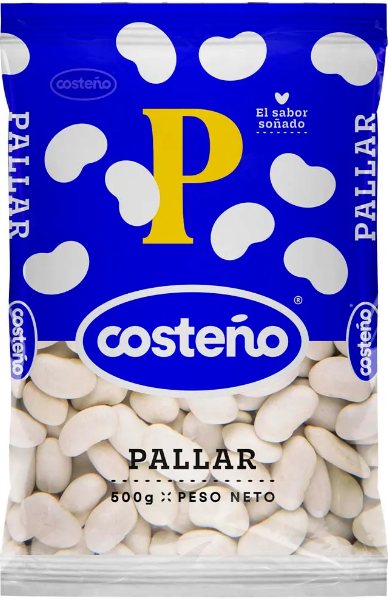 costeño
P
El sabor
soñado
PALLAR
PALLAR
costeño®
costeño
costeño
PALLAR
500g :: PESO NETO